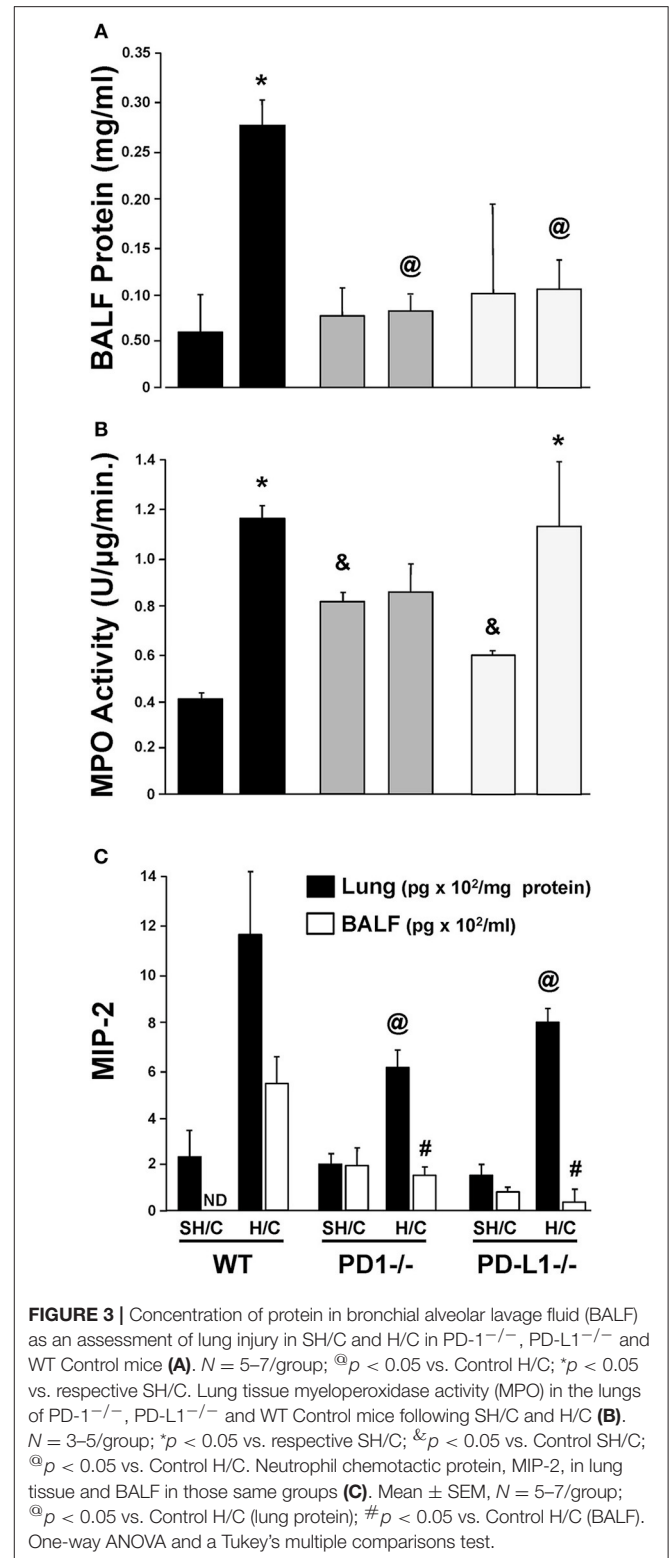 A
0.35
0.30
0.25
0.20
0.15
0.10
0.50
0
BALF Protein (mg/ml)
*
@
@
B
1.4
1.2
1.0
0.8
0.6
0.4
0.2
0
MPO Activity (U/µg/min.)
*
&
&
*
C
14
12
10
8
6
4
2
0
MIP-2
Lung (pg x 10²/mg protein)
BALF (pg x 10²/ml)
@
#
@
#
ND
SH/C H/C SH/C H/C SH/C H/C
WT PD1-/- PD-L1-/-
FIGURE 3 | Concentration of protein in bronchial alveolar lavage fluid (BALF)
as an assessment of lung injury in SH/C and H/C in PD-1⁻/⁻, PD-L1⁻/⁻ and
WT Control mice (A). N = 5–7/group; @p < 0.05 vs. Control H/C; *p < 0.05
vs. respective SH/C. Lung tissue myeloperoxidase activity (MPO) in the lungs
of PD-1⁻/⁻, PD-L1⁻/⁻ and WT Control mice following SH/C and H/C (B).
N = 3–5/group; *p < 0.05 vs. respective SH/C; &p < 0.05 vs. Control SH/C;
@p < 0.05 vs. Control H/C. Neutrophil chemotactic protein, MIP-2, in lung
tissue and BALF in those same groups (C). Mean ± SEM, N = 5–7/group;
@p < 0.05 vs. Control H/C (lung protein); #p < 0.05 vs. Control H/C (BALF).
One-way ANOVA and a Tukey's multiple comparisons test.